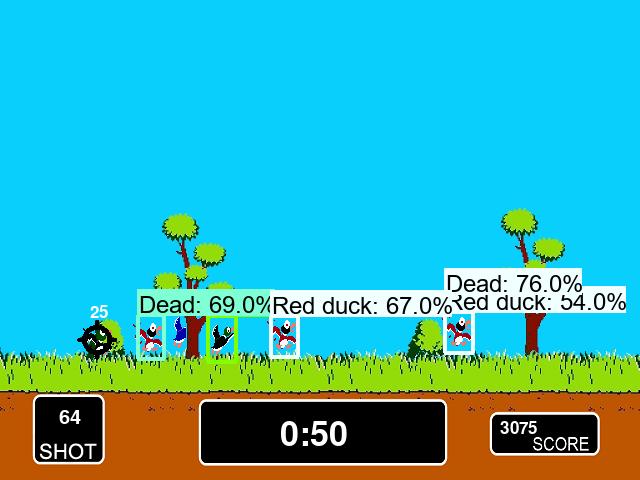 Dead: 76.0%
Dead: 69.0%
Red duck: 67.0%
Red duck: 54.0%
25
64
SHOT
0:50
3075
SCORE